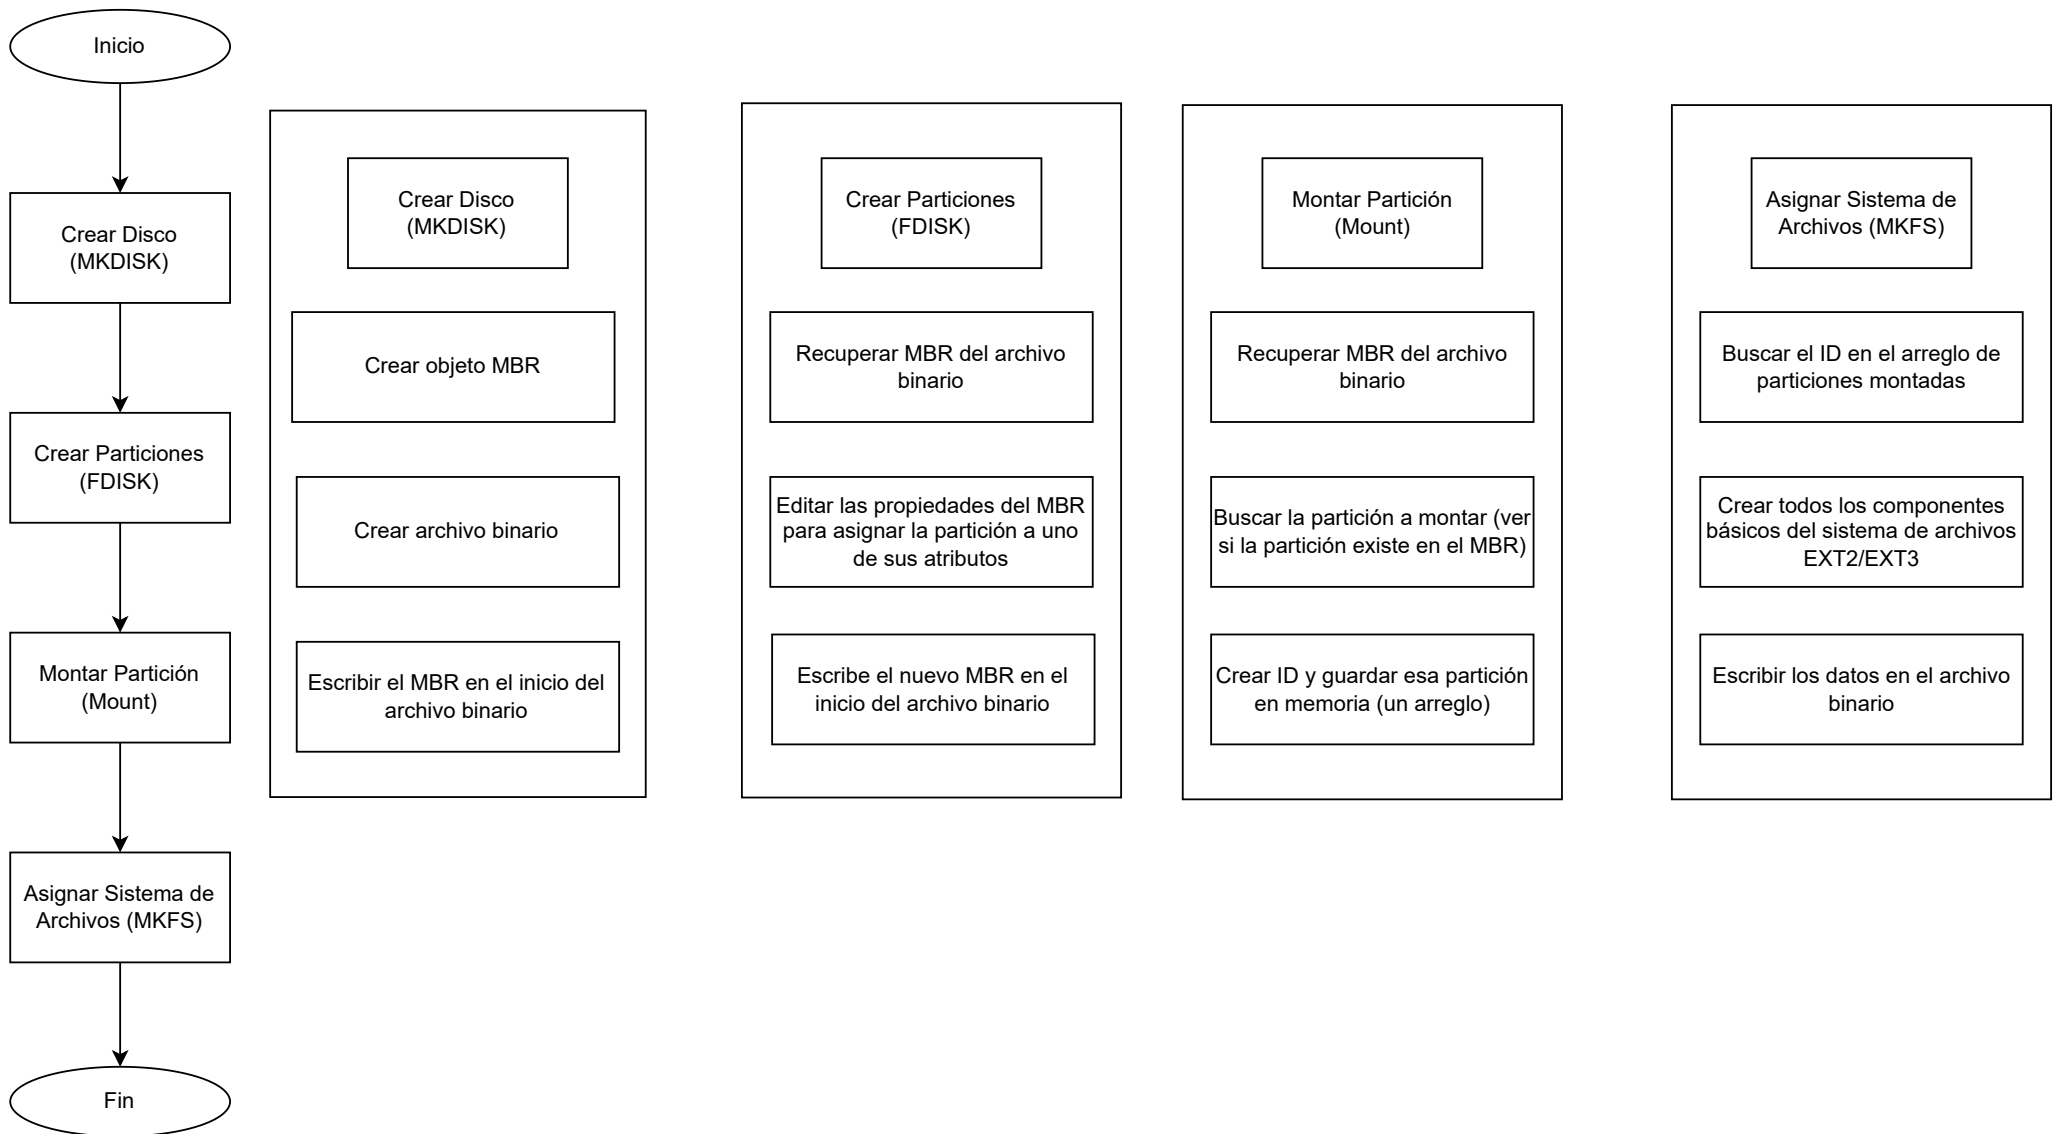 Inicio
Crear Disco
(MKDISK)
Crear Particiones
(FDISK)
Montar Partición
(Mount)
Asignar Sistema de
Archivos (MKFS)
Fin
Crear Disco
(MKDISK)
Crear objeto MBR
Crear archivo binario
Escribir el MBR en el inicio del
archivo binario
Crear Particiones
(FDISK)
Recuperar MBR del archivo
binario
Editar las propiedades del MBR
para asignar la partición a uno
de sus atributos
Escribe el nuevo MBR en el
inicio del archivo binario
Montar Partición
(Mount)
Recuperar MBR del archivo
binario
Buscar la partición a montar (ver
si la partición existe en el MBR)
Crear ID y guardar esa partición
en memoria (un arreglo)
Asignar Sistema de
Archivos (MKFS)
Buscar el ID en el arreglo de
particiones montadas
Crear todos los componentes
básicos del sistema de archivos
EXT2/EXT3
Escribir los datos en el archivo
binario